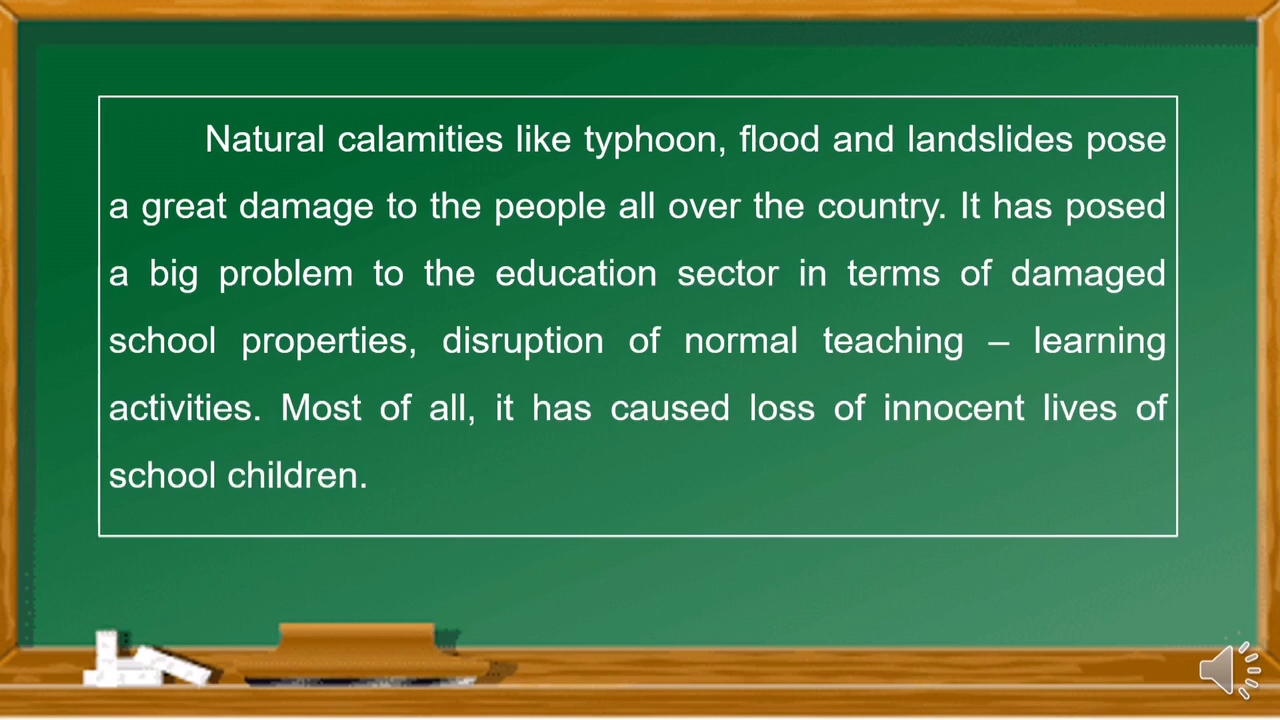 Natural calamities like typhoon, flood and landslides pose
a great damage to the people all over the country. It has posed
a big problem to the education sector in terms of damaged
school properties, disruption of normal teaching – learning
activities. Most of all, it has caused loss of innocent lives of
school children.